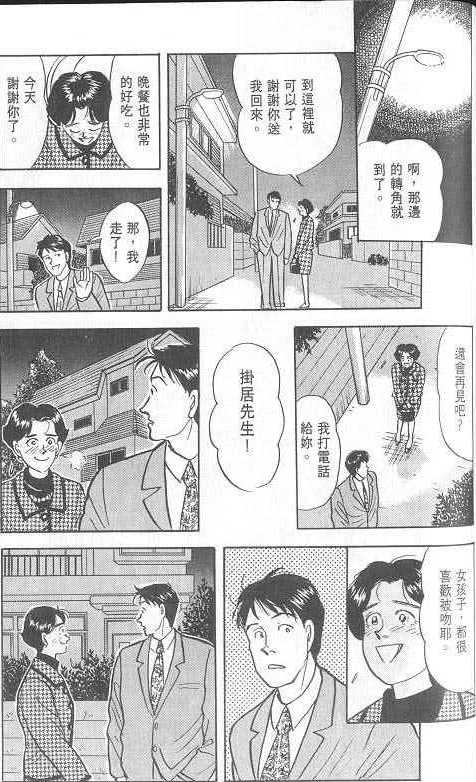 啊，那邊
的轉角就
到了。
到這裡就
可以了，
謝謝你送
我回來。
晚餐也非常
的好吃。
今天
謝謝你了。
那，我
走了！
還會再見吧？
我打電話
給妳。
掛居先生！
女孩子，都很
喜歡被吻耶。